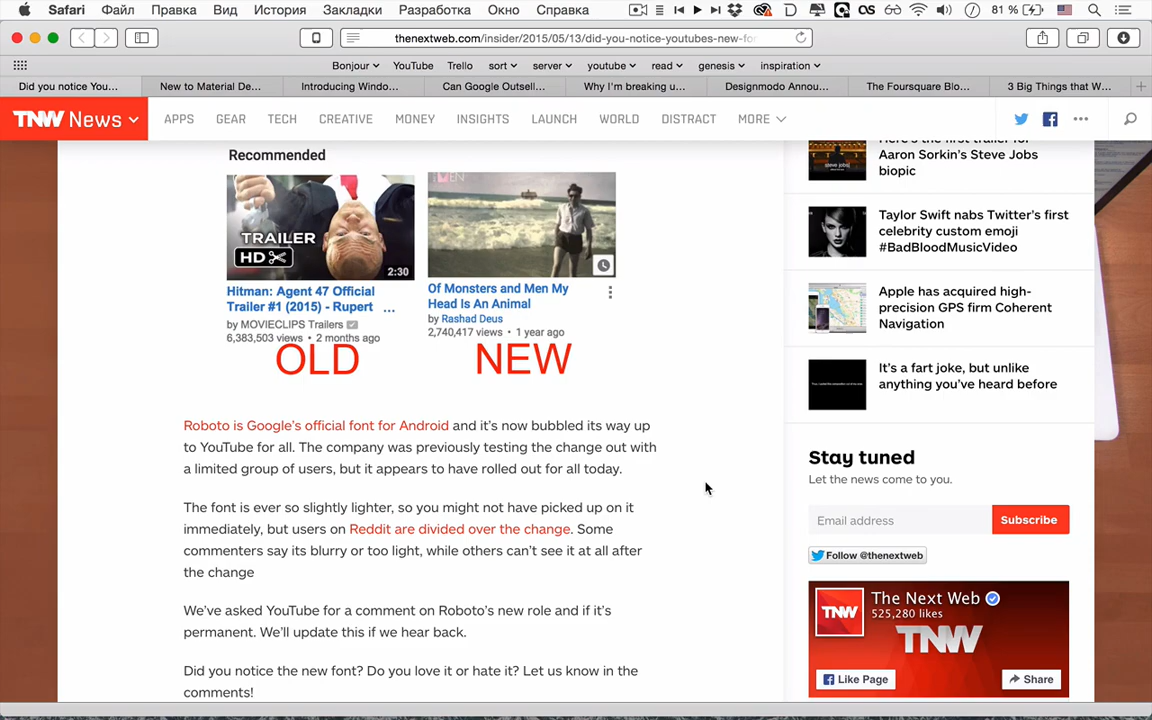 Safari Файл Правка Вид История Закладки Разработка Окно Справка 81 %
thenextweb.com/insider/2015/05/13/did-you-notice-youtubes-new-fo
Bonjour YouTube Trello sort server youtube read genesis inspiration
Did you notice You... New to Material De... Introducing Windo... Can Google Outsell... Why I'm breaking u... Designmodo Annou... The Foursquare Blo... 3 Big Things that W...
TNW News APPS GEAR TECH CREATIVE MONEY INSIGHTS LAUNCH WORLD DISTRACT MORE
Recommended
TRAILER
HD
2:30
Hitman: Agent 47 Official
Trailer #1 (2015) - Rupert ...
by MOVIECLIPS Trailers
6,383,503 views • 2 months ago
OLD
Of Monsters and Men My
Head Is An Animal
by Rashad Deus
2,740,417 views • 1 year ago
NEW
Roboto is Google's official font for Android and it's now bubbled its way up
to YouTube for all. The company was previously testing the change out with
a limited group of users, but it appears to have rolled out for all today.
The font is ever so slightly lighter, so you might not have picked up on it
immediately, but users on Reddit are divided over the change. Some
commenters say its blurry or too light, while others can't see it at all after
the change
We've asked YouTube for a comment on Roboto's new role and if it's
permanent. We'll update this if we hear back.
Did you notice the new font? Do you love it or hate it? Let us know in the
comments!
Here's the first trailer for
Aaron Sorkin's Steve Jobs
biopic
Taylor Swift nabs Twitter's first
celebrity custom emoji
#BadBloodMusicVideo
Apple has acquired high-
precision GPS firm Coherent
Navigation
It's a fart joke, but unlike
anything you've heard before
Stay tuned
Let the news come to you.
Email address Subscribe
Follow @thenextweb
TNW The Next Web
525,280 likes
TNW
Like Page Share